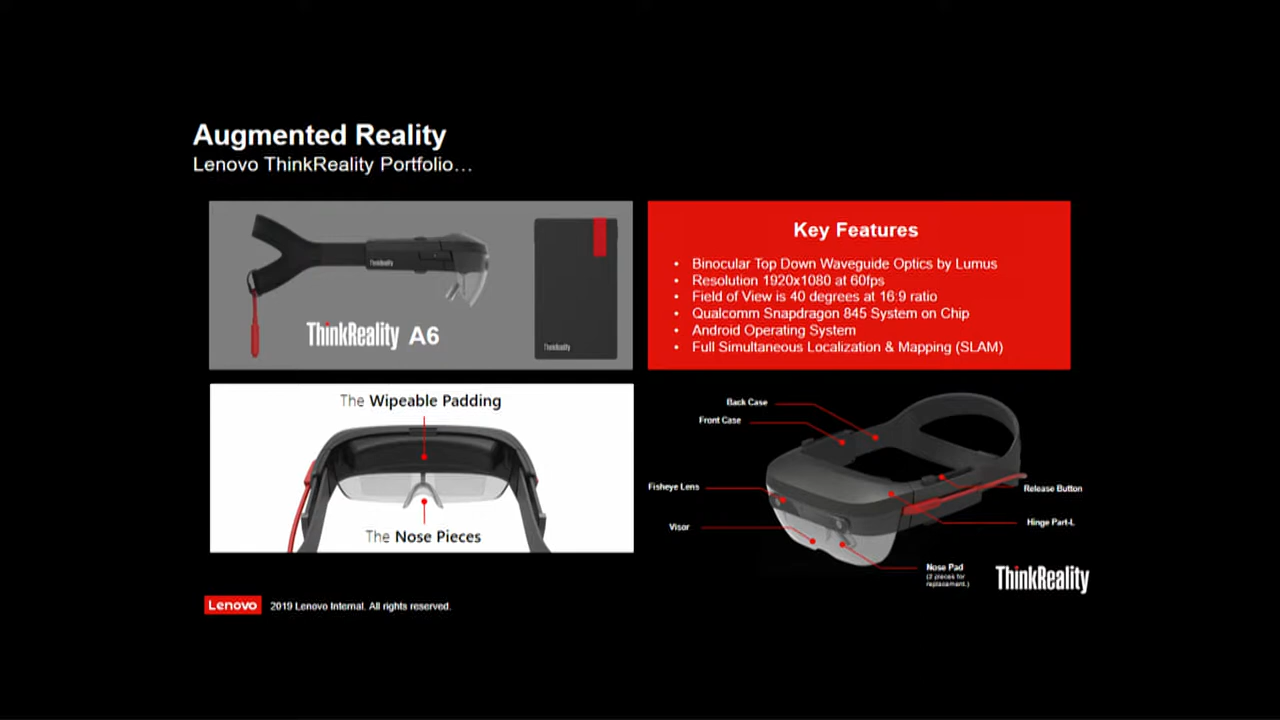 Augmented Reality
Lenovo ThinkReality Portfolio…
ThinkReality
ThinkReality A6
ThinkReality
Key Features
• Binocular Top Down Waveguide Optics by Lumus
• Resolution 1920x1080 at 60fps
• Field of View is 40 degrees at 16:9 ratio
• Qualcomm Snapdragon 845 System on Chip
• Android Operating System
• Full Simultaneous Localization & Mapping (SLAM)
The Wipeable Padding
The Nose Pieces
Back Case
Front Case
Fisheye Lens
Visor
Release Button
Hinge Part-L
Nose Pad
(2 pieces for
replacement.)
ThinkReality
Lenovo 2019 Lenovo Internal. All rights reserved.